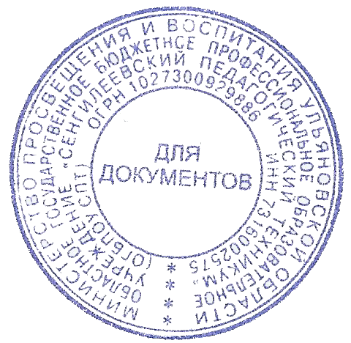 МИНИСТЕРСТВО ПРОСВЕЩЕНИЯ И ВОСПИТАНИЯ УЛЬЯНОВСКОЙ ОБЛАСТИ
ОБЛАСТНОЕ ГОСУДАРСТВЕННОЕ БЮДЖЕТНОЕ ПРОФЕССИОНАЛЬНОЕ ОБРАЗОВАТЕЛЬНОЕ
УЧРЕЖДЕНИЕ "СЕНГИЛЕЕВСКИЙ ПЕДАГОГИЧЕСКИЙ ТЕХНИКУМ"
(ОГБПОУ СПТ) ОГРН 1027300929886 ИНН 7316002575
* * * *
ДЛЯ
ДОКУМЕНТОВ